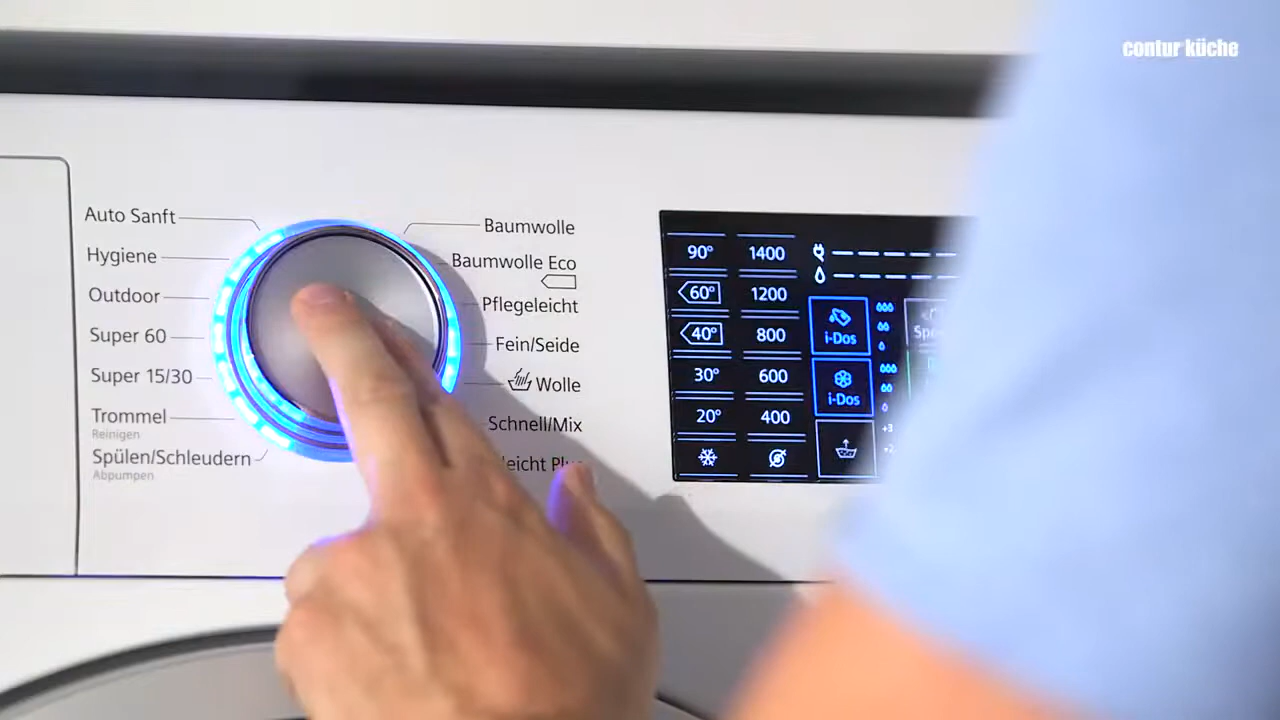 contur küche
Auto Sanft
Hygiene
Outdoor
Super 60
Super 15/30
Trommel
Reinigen
Spülen/Schleudern
Abpumpen
Baumwolle
Baumwolle Eco
Pflegeleicht
Fein/Seide
Wolle
Schnell/Mix
90° 1400
60° 1200
40° 800
30° 600
20° 400
i-Dos
i-Dos
+3